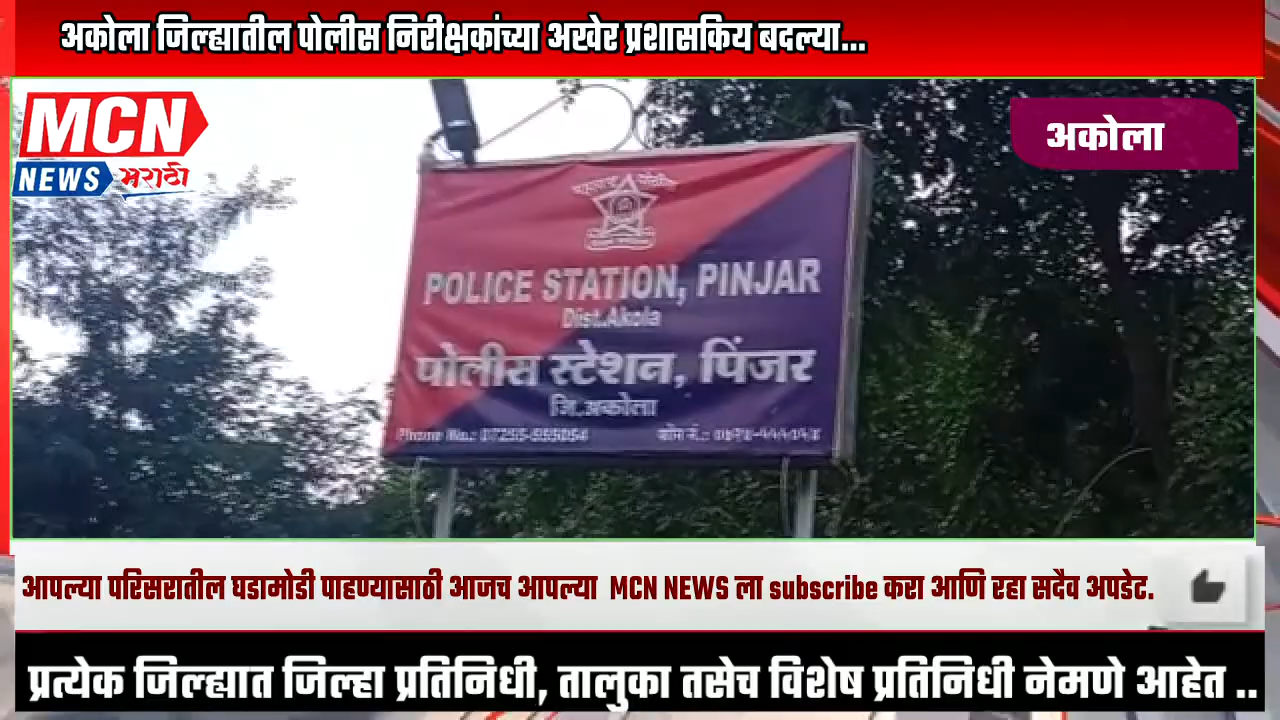 अकोला जिल्ह्यातील पोलीस निरीक्षकांच्या अखेर प्रशासकिय बदल्या...
MCN
NEWS मराठी
अकोला
POLICE STATION, PINJAR
Dist.Akola
पोलीस स्टेशन, पिंजर
जि.अकोला
Phone No.:
फोन नं.:
आपल्या परिसरातील घडामोडी पाहण्यासाठी आजच आपल्या MCN NEWS ला subscribe करा आणि रहा सदैव अपडेट.
प्रत्येक जिल्ह्यात जिल्हा प्रतिनिधी, तालुका तसेच विशेष प्रतिनिधी नेमणे आहेत ..